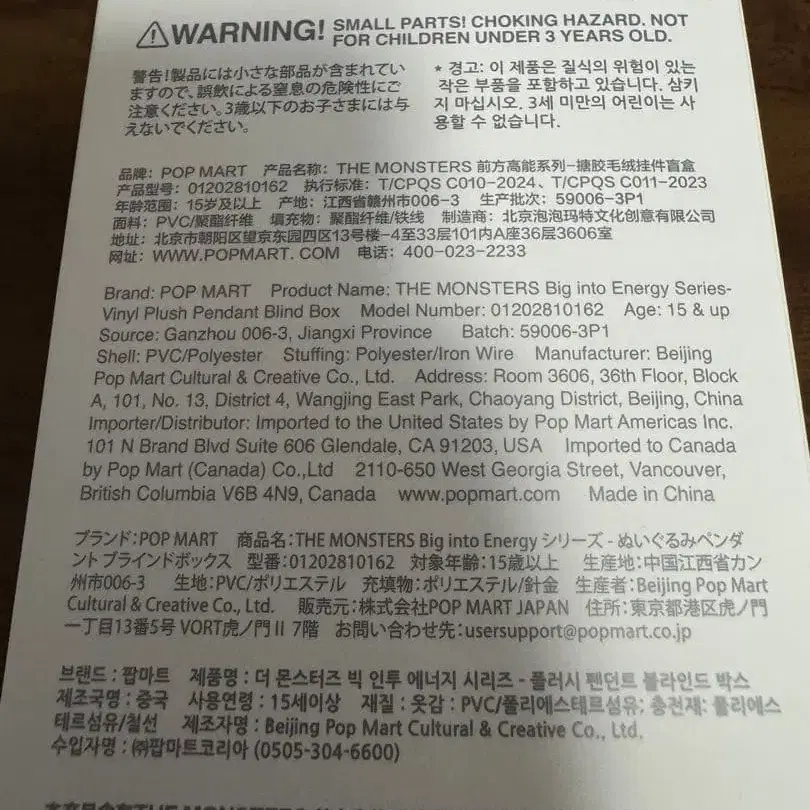 ⚠WARNING! SMALL PARTS! CHOKING HAZARD. NOT
FOR CHILDREN UNDER 3 YEARS OLD.
警告!製品には小さな部品が含まれてい
ますので、誤飲による窒息の危険性にご
注意ください。3歳以下のお子さまには与
えないでください。
* 경고: 이 제품은 질식의 위험이 있는
작은 부품을 포함하고 있습니다. 삼키
지 마십시오. 3세 미만의 어린이는 사
용할 수 없습니다.
品牌: POP MART 产品名称: THE MONSTERS 前方高能系列-搪胶毛绒挂件盲盒
产品型号: 01202810162 执行标准: T/CPQS C010-2024、T/CPQS C011-2023
年龄范围: 15岁及以上 产地: 江西省赣州市006-3 生产批次: 59006-3P1
面料: PVC/聚酯纤维 填充物: 聚酯纤维/铁线 制造商: 北京泡泡玛特文化创意有限公司
地址: 北京市朝阳区望京东园四区13号楼-4至33层101内A座36层3606室
网址: WWW.POPMART.COM 电话: 400-023-2233
Brand: POP MART Product Name: THE MONSTERS Big into Energy Series-
Vinyl Plush Pendant Blind Box Model Number: 01202810162 Age: 15 & up
Source: Ganzhou 006-3, Jiangxi Province Batch: 59006-3P1
Shell: PVC/Polyester Stuffing: Polyester/Iron Wire Manufacturer: Beijing
Pop Mart Cultural & Creative Co., Ltd. Address: Room 3606, 36th Floor, Block
A, 101, No. 13, District 4, Wangjing East Park, Chaoyang District, Beijing, China
Importer/Distributor: Imported to the United States by Pop Mart Americas Inc.
101 N Brand Blvd Suite 606 Glendale, CA 91203, USA Imported to Canada
by Pop Mart (Canada) Co.,Ltd 2110-650 West Georgia Street, Vancouver,
British Columbia V6B 4N9, Canada www.popmart.com Made in China
ブランド:POP MART 商品名:THE MONSTERS Big into Energy シリーズ - ぬいぐるみペンダ
ント ブラインドボックス 型番:01202810162 対象年齢:15歳以上 生産地:中国江西省カン
州市006-3 生地:PVC/ポリエステル 充填物:ポリエステル/針金 生産者:Beijing Pop Mart
Cultural & Creative Co., Ltd. 販売元:株式会社POP MART JAPAN 住所:東京都港区虎ノ門
一丁目13番5号 VORT虎ノ門Ⅱ 7階 お問い合わせ先:usersupport@popmart.co.jp
브랜드 : 팝마트 제품명 : 더 몬스터즈 빅 인투 에너지 시리즈 - 플러시 펜던트 블라인드 박스
제조국명 : 중국 사용연령 : 15세이상 재질 : 옷감 : PVC/폴리에스테르섬유; 충전재: 폴리에스
테르섬유/철선 제조자명 : Beijing Pop Mart Cultural & Creative Co., Ltd.
수입자명 : ㈜팝마트코리아 (0505-304-6600)